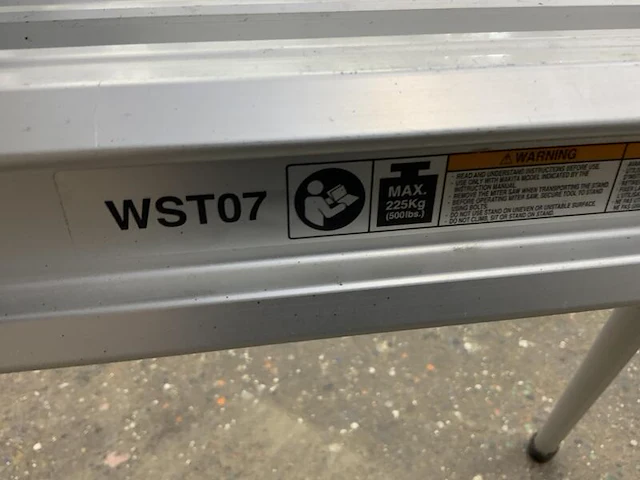 WST07
MAX.
225Kg
(500lbs.)
WARNING
- READ AND UNDERSTAND INSTRUCTIONS BEFORE USE.
- USE ONLY WITH MAKITA MODEL INDICATED BY THE
INSTRUCTION MANUAL.
- REMOVE THE MITER SAW WHEN TRANSPORTING THE STAND
- BEFORE OPERATING MITER SAW, SECURE TOOL TO STAND
USING BOLTS.
- DO NOT USE STAND ON UNEVEN OR UNSTABLE SURFACE.
- DO NOT CLIMB, SIT OR STAND ON STAND.